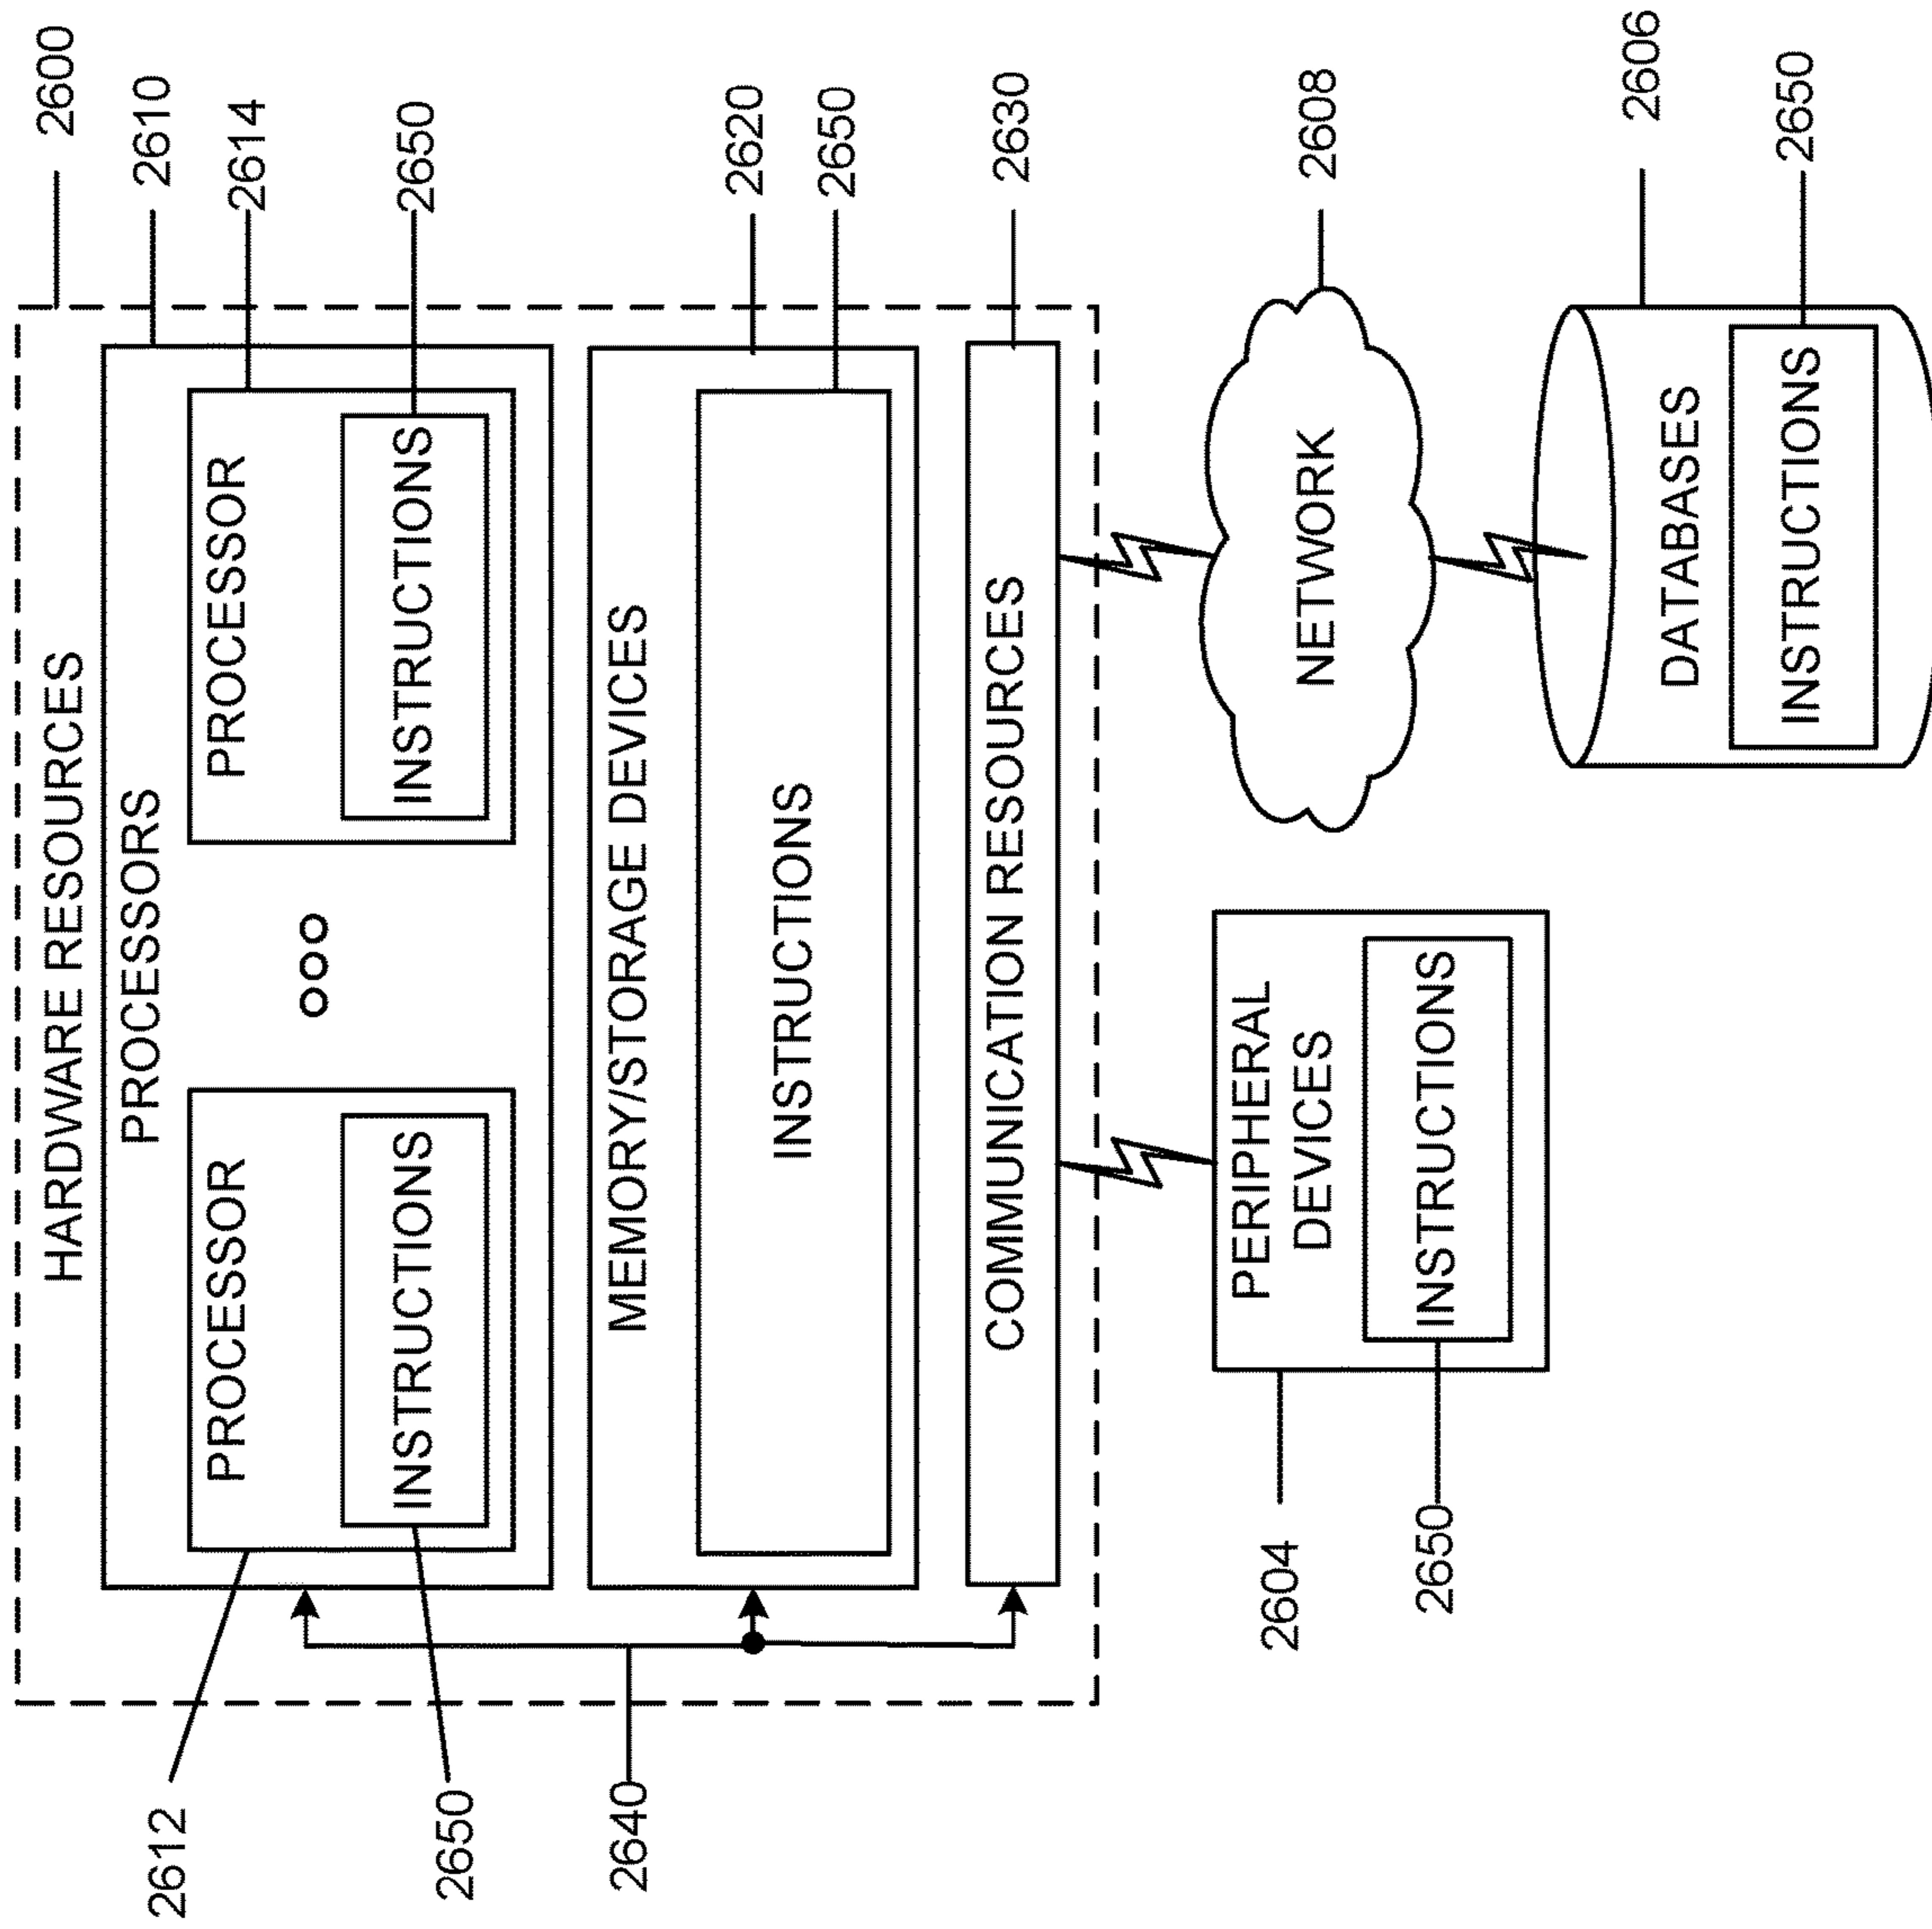 HARDWARE RESOURCES
2600
PROCESSORS
2610
2612
PROCESSOR
PROCESSOR
2614
2650
INSTRUCTIONS
INSTRUCTIONS
2650
MEMORY/STORAGE DEVICES
2640
2620
INSTRUCTIONS
2650
COMMUNICATION RESOURCES
2630
2604
PERIPHERAL
DEVICES
NETWORK
2608
2650
INSTRUCTIONS
2606
DATABASES
INSTRUCTIONS
2650